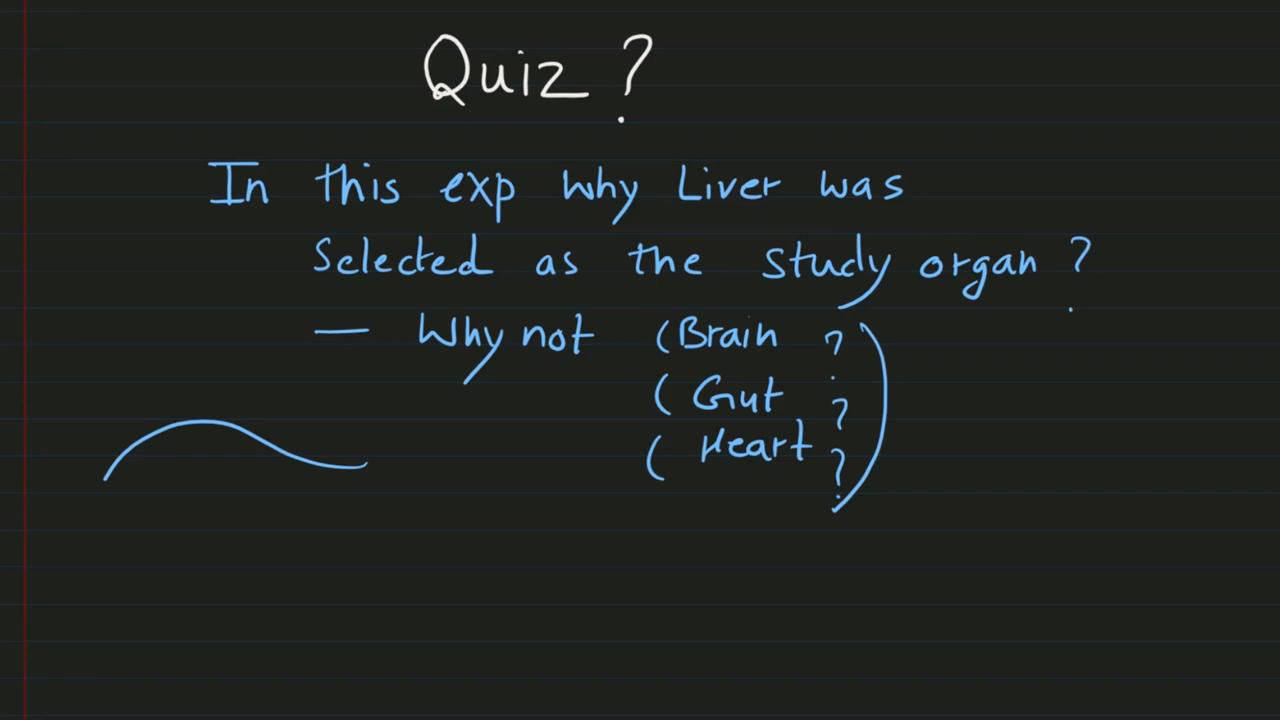 Quiz ?
In this exp why Liver was
Selected as the study organ ?
— Why not (Brain ?
( Gut ?
( Heart ?)